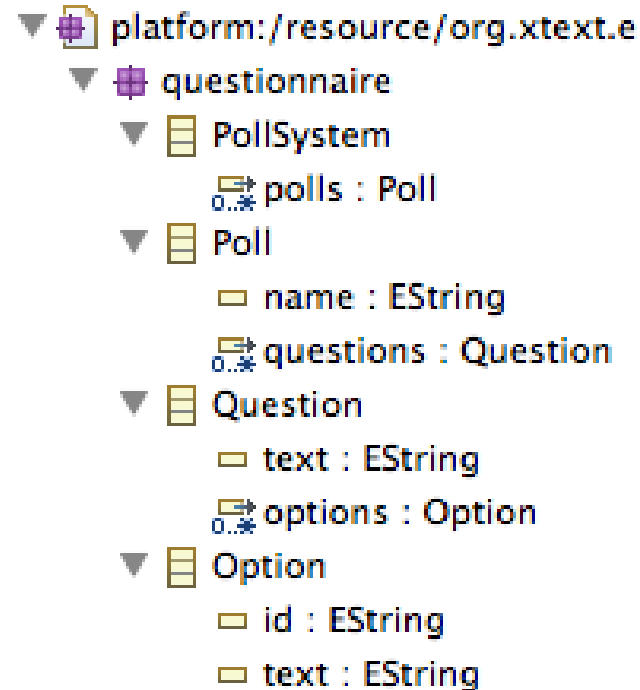 platform:/resource/org.xtext.e
questionnaire
PollSystem
0..* polls : Poll
Poll
name : EString
0..* questions : Question
Question
text : EString
0..* options : Option
Option
id : EString
text : EString